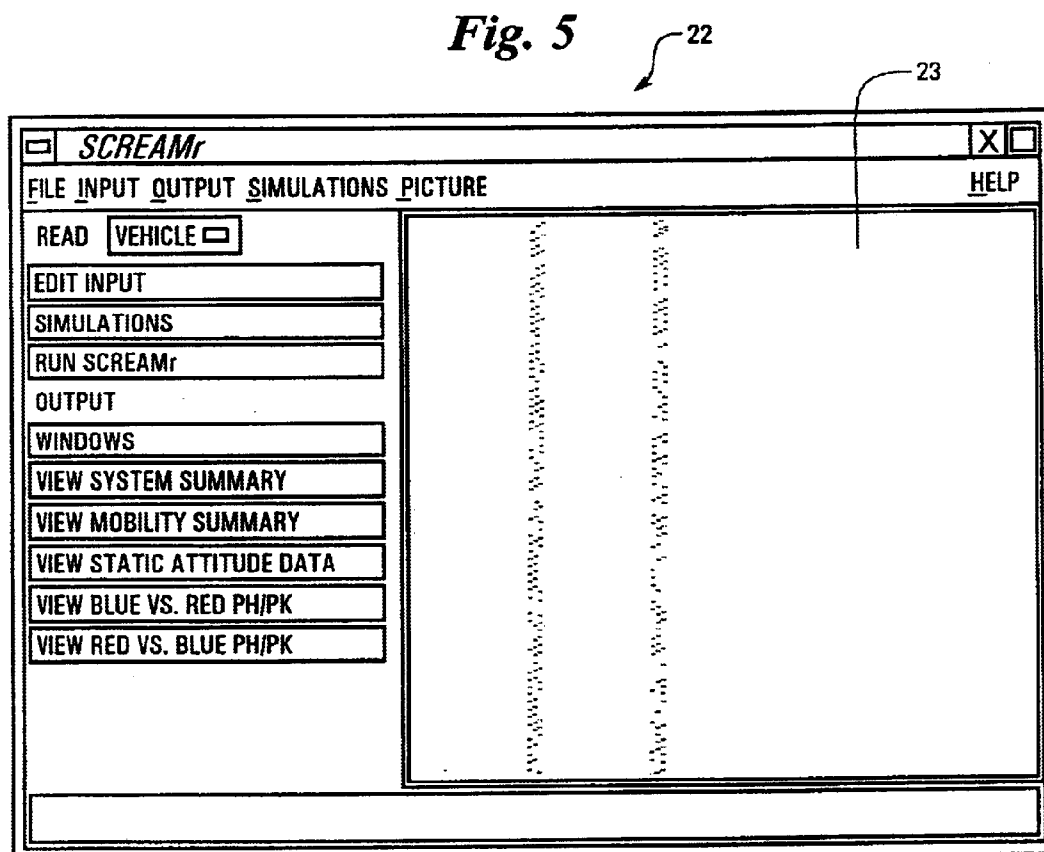 Fig. 5
22
23
SCREAMr
X
FILE INPUT OUTPUT SIMULATIONS PICTURE HELP
READ VEHICLE
EDIT INPUT
SIMULATIONS
RUN SCREAMr
OUTPUT
WINDOWS
VIEW SYSTEM SUMMARY
VIEW MOBILITY SUMMARY
VIEW STATIC ATTITUDE DATA
VIEW BLUE VS. RED PH/PK
VIEW RED VS. BLUE PH/PK